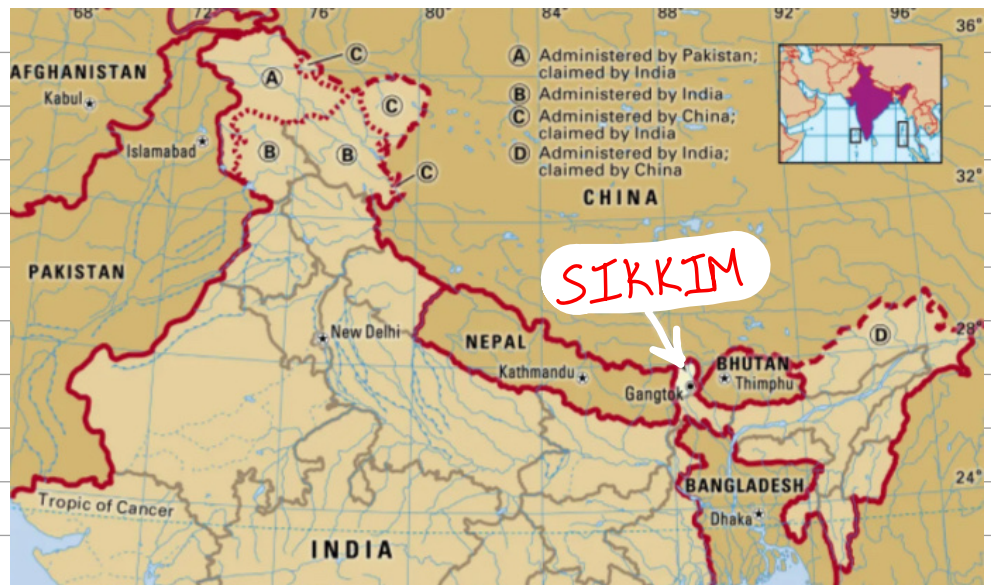 68°
72°
76°
80°
84°
88°
92°
96°
36°
AFGHANISTAN
Kabul
Islamabad
A
B
B
C
C
C
A Administered by Pakistan;
claimed by India
B Administered by India
C Administered by China;
claimed by India
D Administered by India;
claimed by China
32°
CHINA
PAKISTAN
SIKKIM
New Delhi
NEPAL
Kathmandu
Gangtok
BHUTAN
Thimphu
D
28°
24°
Tropic of Cancer
BANGLADESH
Dhaka
INDIA